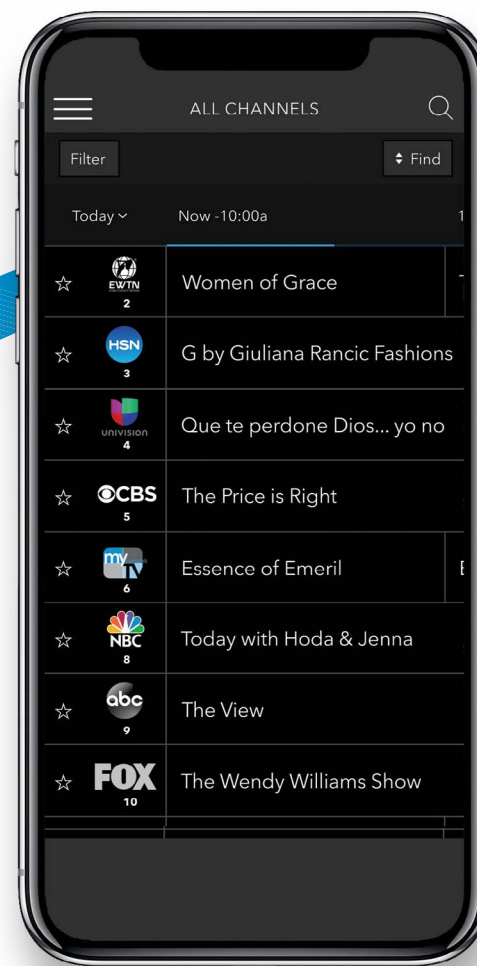 ALL CHANNELS
Filter
Find
Today
Now -10:00a
1
EWTN
2
Women of Grace
HSN
3
G by Giuliana Rancic Fashions
UNIVISION
4
Que te perdone Dios... yo no
CBS
5
The Price is Right
my TV
6
Essence of Emeril
NBC
8
Today with Hoda & Jenna
abc
9
The View
FOX
10
The Wendy Williams Show